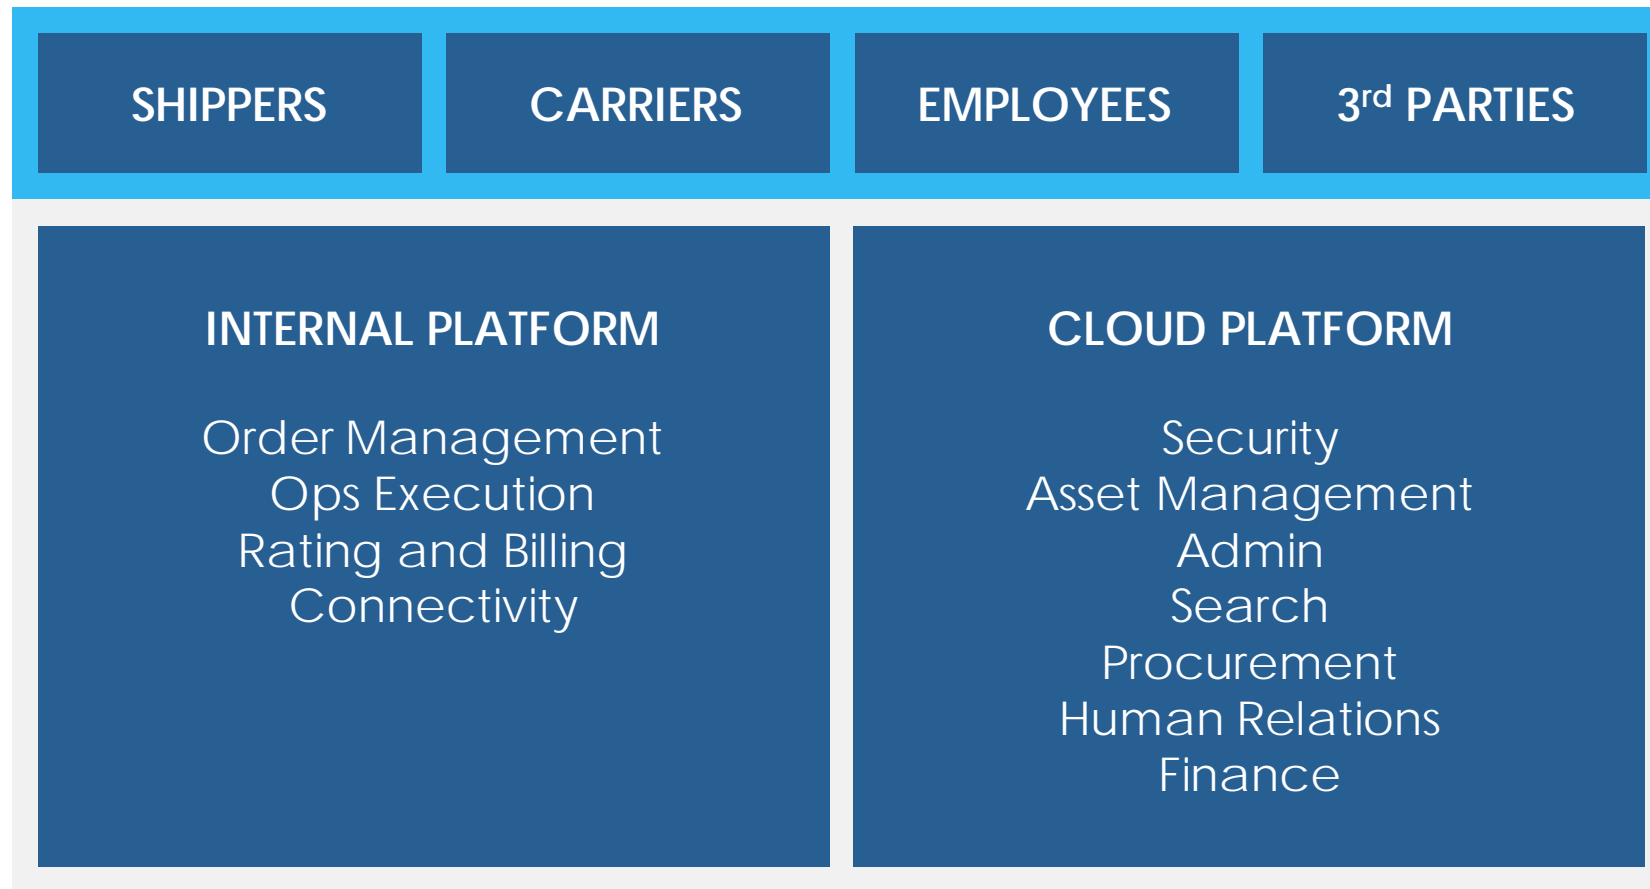 SHIPPERS
CARRIERS
EMPLOYEES
3rd PARTIES
INTERNAL PLATFORM
Order Management
Ops Execution
Rating and Billing
Connectivity
CLOUD PLATFORM
Security
Asset Management
Admin
Search
Procurement
Human Relations
Finance